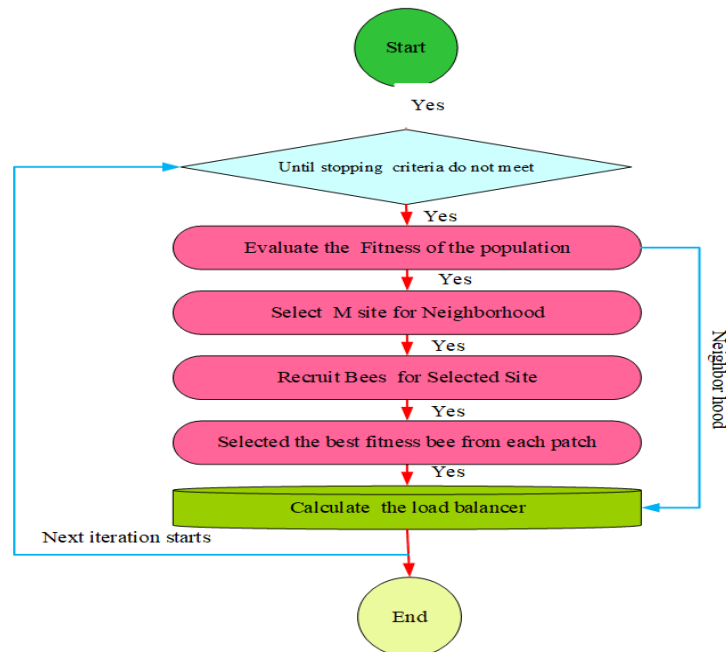 Start
Yes
Until stopping criteria do not meet
Yes
Evaluate the Fitness of the population
Yes
Select M site for Neighborhood
Yes
Recruit Bees for Selected Site
Yes
Selected the best fitness bee from each patch
Yes
Calculate the load balancer
Neighbor hood
Next iteration starts
End